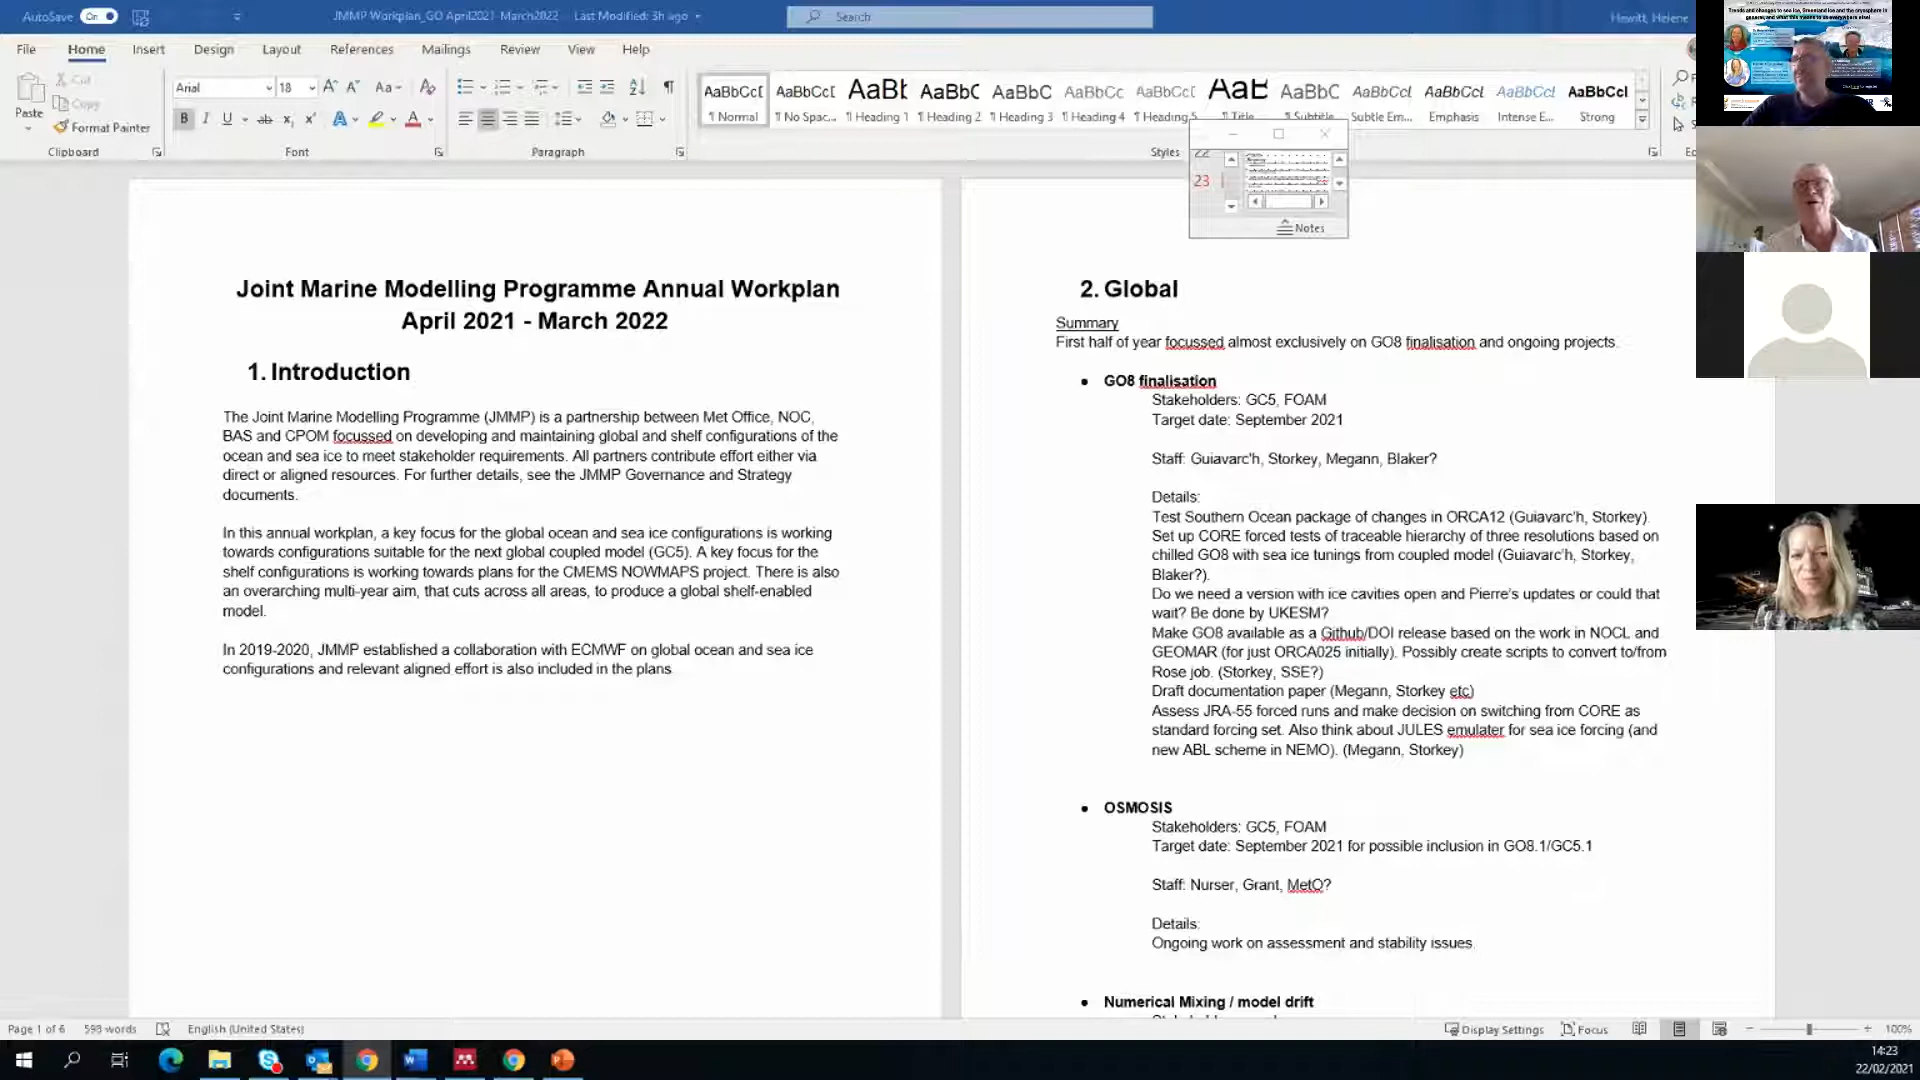 AutoSave On
JMMP Workplan_GO April2021-March2022 Last Modified: 3h ago
Search
Hewitt, Helene
File Home Insert Design Layout References Mailings Review View Help
Paste
Cut
Copy
Format Painter
Arial 18
Clipboard Font Paragraph Styles
AaBbCcD AaBbCcD AaBb AaBbC AaBbC AaBbCc AaBbCcD AaB AaBbC AaBbCcL AaBbCcL AaBbCcL AaBbCc
¶ Normal ¶ No Spac... ¶ Heading 1 ¶ Heading 2 ¶ Heading 3 ¶ Heading 4 ¶ Heading 5 ¶ Title ¶ Subtitle Subtle Em... Emphasis Intense E... Strong
22
23
Notes
Joint Marine Modelling Programme Annual Workplan
April 2021 - March 2022
1. Introduction
The Joint Marine Modelling Programme (JMMP) is a partnership between Met Office, NOC,
BAS and CPOM focussed on developing and maintaining global and shelf configurations of the
ocean and sea ice to meet stakeholder requirements. All partners contribute effort either via
direct or aligned resources. For further details, see the JMMP Governance and Strategy
documents.
In this annual workplan, a key focus for the global ocean and sea ice configurations is working
towards configurations suitable for the next global coupled model (GC5). A key focus for the
shelf configurations is working towards plans for the CMEMS NOWMAPS project. There is also
an overarching multi-year aim, that cuts across all areas, to produce a global shelf-enabled
model.
In 2019-2020, JMMP established a collaboration with ECMWF on global ocean and sea ice
configurations and relevant aligned effort is also included in the plans
2. Global
Summary
First half of year focussed almost exclusively on GO8 finalisation and ongoing projects.
• GO8 finalisation
Stakeholders: GC5, FOAM
Target date: September 2021
Staff: Guiavarc'h, Storkey, Megann, Blaker?
Details:
Test Southern Ocean package of changes in ORCA12 (Guiavarc'h, Storkey).
Set up CORE forced tests of traceable hierarchy of three resolutions based on
chilled GO8 with sea ice tunings from coupled model (Guiavarc'h, Storkey,
Blaker?).
Do we need a version with ice cavities open and Pierre's updates or could that
wait? Be done by UKESM?
Make GO8 available as a Github/DOI release based on the work in NOCL and
GEOMAR (for just ORCA025 initially). Possibly create scripts to convert to/from
Rose job. (Storkey, SSE?)
Draft documentation paper (Megann, Storkey etc)
Assess JRA-55 forced runs and make decision on switching from CORE as
standard forcing set. Also think about JULES emulater for sea ice forcing (and
new ABL scheme in NEMO). (Megann, Storkey)
• OSMOSIS
Stakeholders: GC5, FOAM
Target date: September 2021 for possible inclusion in GO8.1/GC5.1
Staff: Nurser, Grant, MetO?
Details:
Ongoing work on assessment and stability issues.
• Numerical Mixing / model drift
Page 1 of 6 593 words English (United States)
Display Settings Focus 100%
14:23
22/02/2021